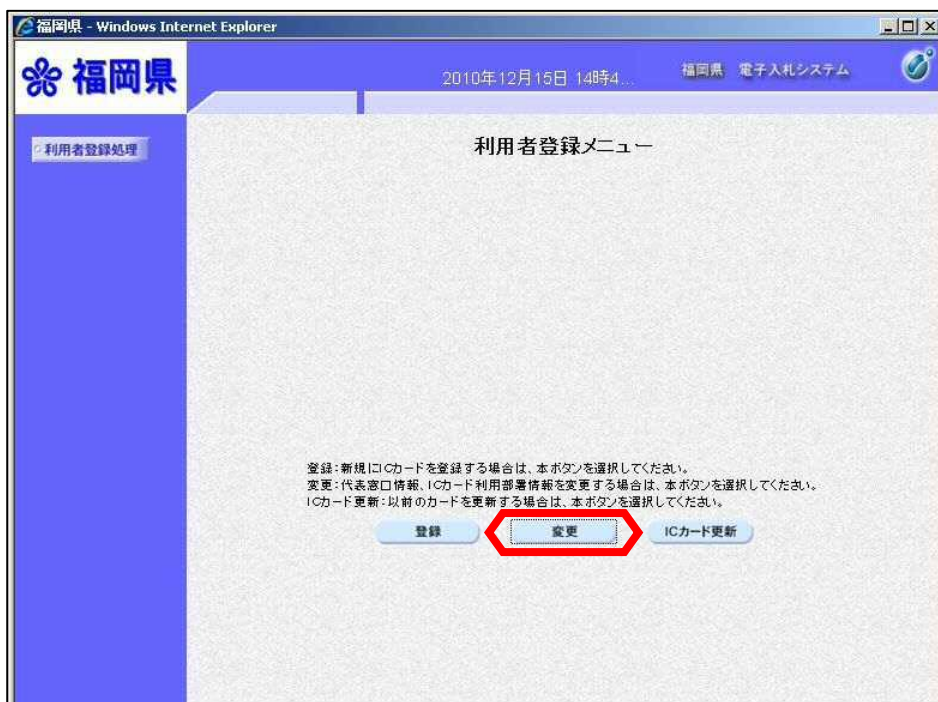 福岡県 - Windows Internet Explorer
福岡県
2010年12月15日 14時4...
福岡県 電子入札システム
利用者登録処理
利用者登録メニュー
登録：新規にICカードを登録する場合は、本ボタンを選択してください。
変更：代表窓口情報、ICカード利用部署情報を変更する場合は、本ボタンを選択してください。
ICカード更新：以前のカードを更新する場合は、本ボタンを選択してください。
登録 変更 ICカード更新